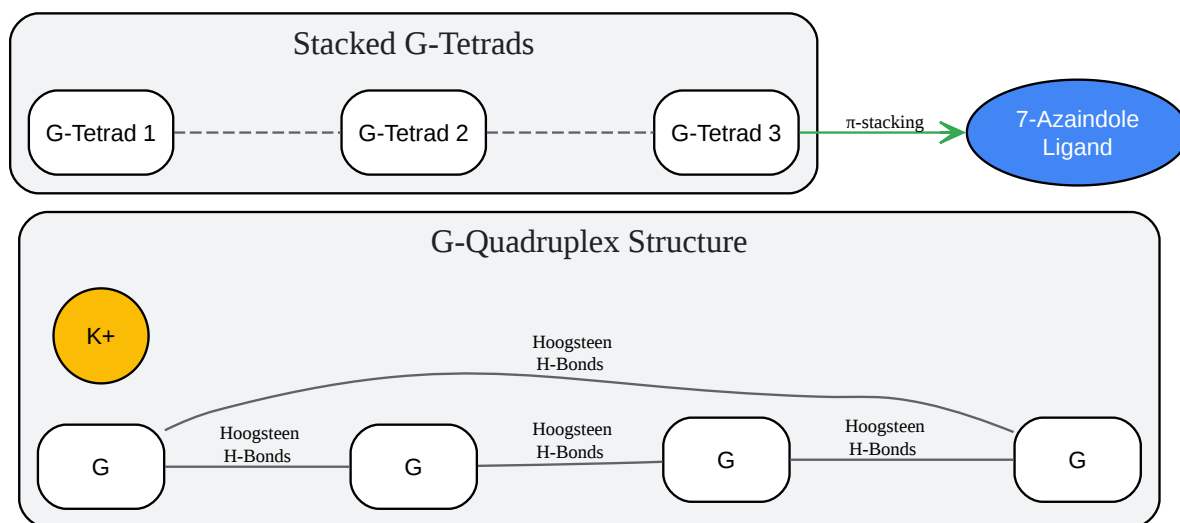 Stacked G-Tetrads
G-Tetrad 1
G-Tetrad 2
G-Tetrad 3
π-stacking
7-Azaindole
Ligand
G-Quadruplex Structure
K+
Hoogsteen
H-Bonds
G
Hoogsteen
H-Bonds
G
Hoogsteen
H-Bonds
G
Hoogsteen
H-Bonds
G